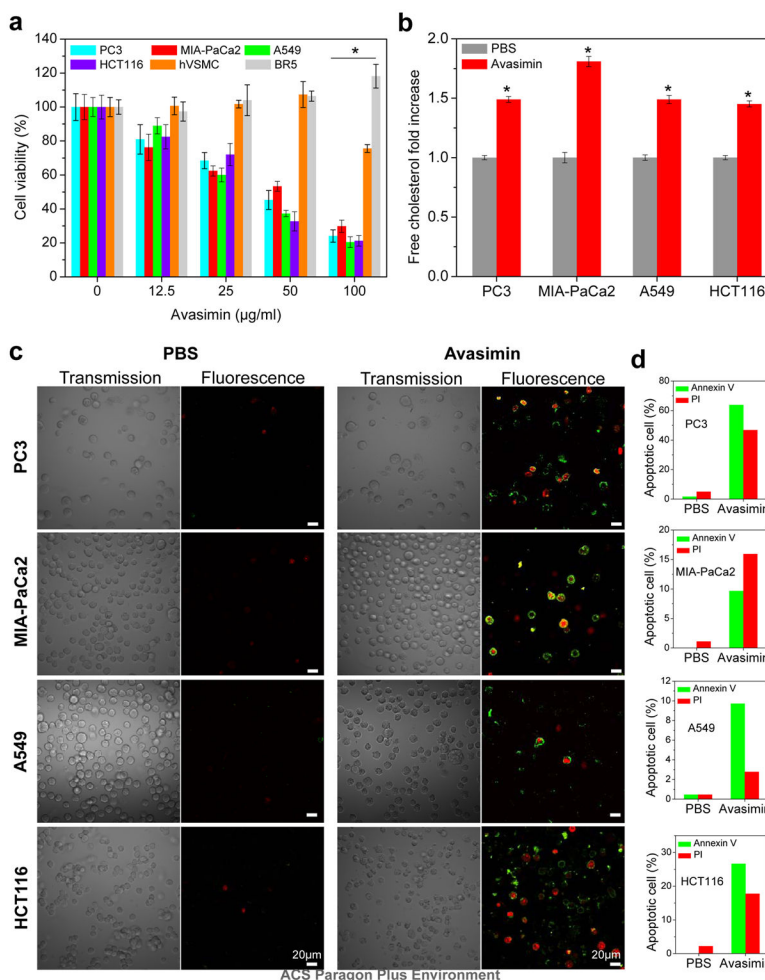 a
PC3 MIA-PaCa2 A549
HCT116 hVSMC BR5
*
140
120
100
80
60
40
20
0
Cell viability (%)
0 12.5 25 50 100
Avasimin (µg/ml)
b
PBS
Avasimin
* * * *
2.0
1.5
1.0
0.5
0.0
Free cholesterol fold increase
PC3 MIA-PaCa2 A549 HCT116
c
PBS Avasimin
Transmission Fluorescence Transmission Fluorescence
PC3
MIA-PaCa2
A549
HCT116
20µm 20µm
d
Annexin V
PI
PC3
80
60
40
20
0
Apoptotic cell (%)
PBS Avasimin
Annexin V
PI
MIA-PaCa2
20
15
10
5
0
Apoptotic cell (%)
PBS Avasimin
Annexin V
PI
A549
12
10
8
6
4
2
0
Apoptotic cell (%)
PBS Avasimin
Annexin V
PI
HCT116
30
20
10
0
Apoptotic cell (%)
PBS Avasimin
ACS Paragon Plus Environment